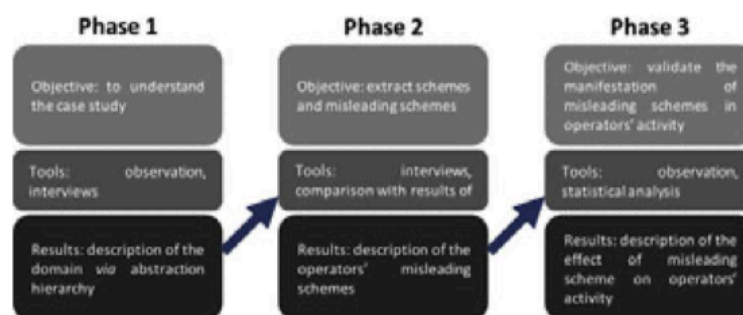 Phase 1
Objective: to understand
the case study
Tools: observation,
interviews
Results: description of the
domain via abstraction
hierarchy
Phase 2
Objective: extract schemes
and misleading schemes
Tools: interviews,
comparison with results of
Results: description of the
operators' misleading
schemes
Phase 3
Objective: validate the
manifestation of
misleading schemes in
operators' activity
Tools: observation,
statistical analysis
Results: description of the
effect of misleading
scheme on operators'
activity